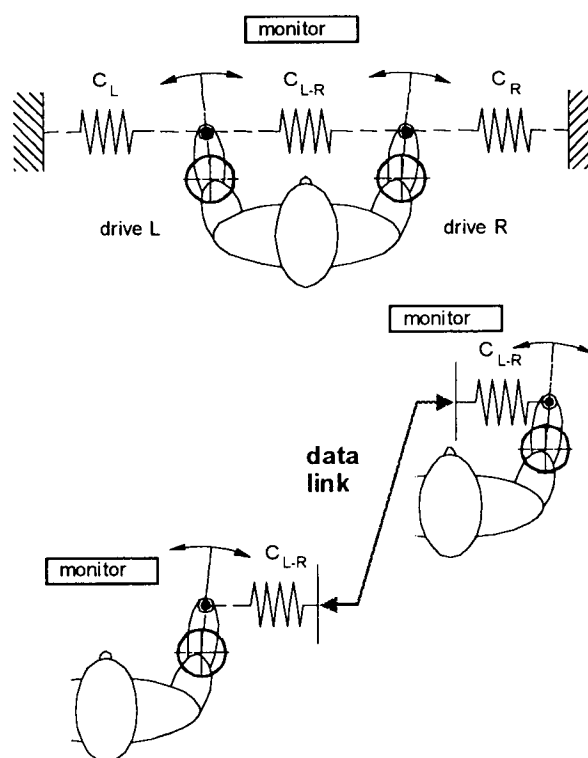 monitor
C_L
C_L-R
C_R
drive L
drive R
monitor
C_L-R
data
link
monitor
C_L-R